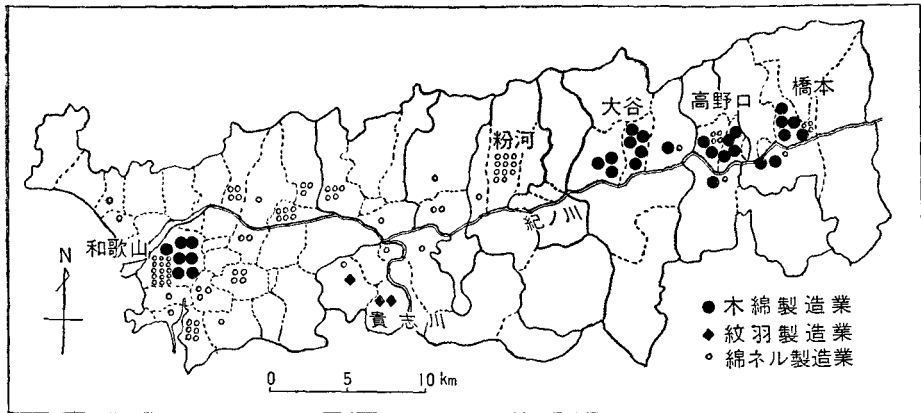 橋本
高野口
大谷
粉河
紀ノ川
和歌山
N
貴志川
●木綿製造業
◆紋羽製造業
○綿ネル製造業
0 5 10 km